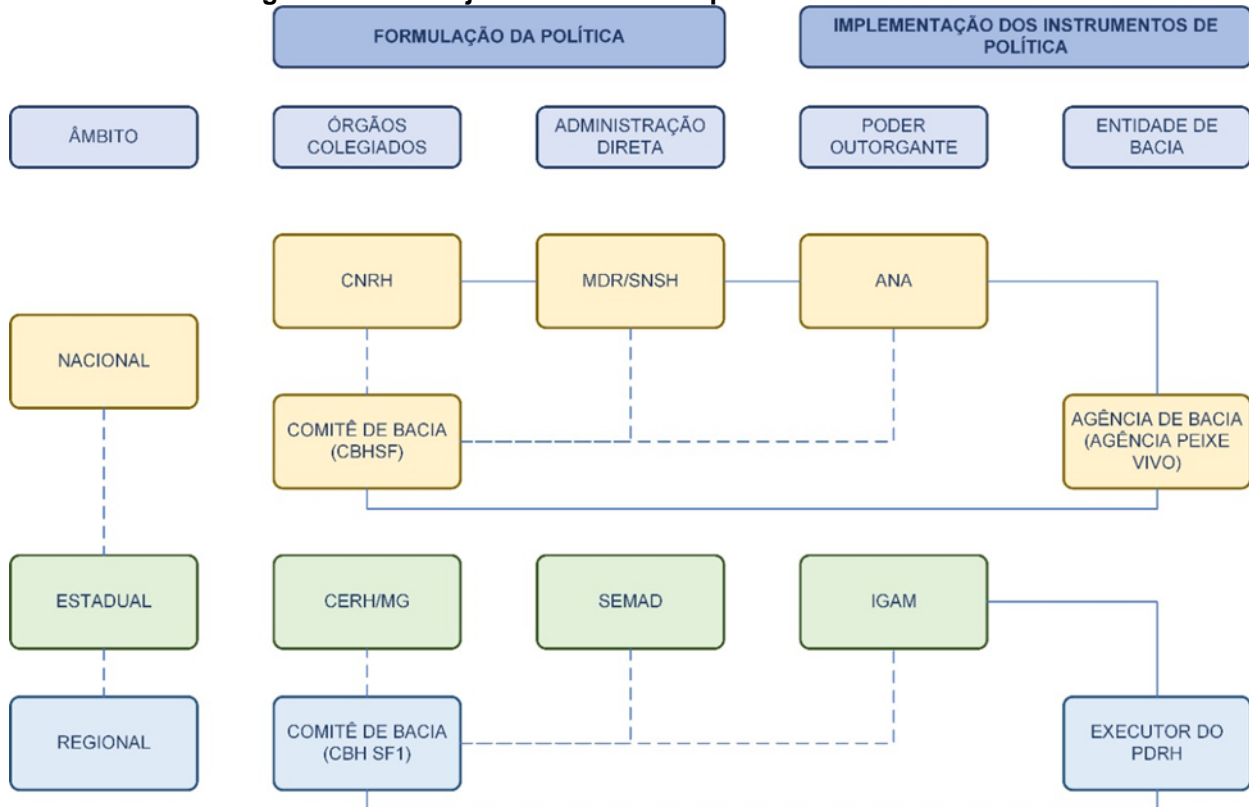 FORMULAÇÃO DA POLÍTICA
IMPLEMENTAÇÃO DOS INSTRUMENTOS DE
POLÍTICA
ÂMBITO
ÓRGÃOS
COLEGIADOS
ADMINISTRAÇÃO
DIRETA
PODER
OUTORGANTE
ENTIDADE DE
BACIA
CNRH
MDR/SNSH
ANA
NACIONAL
COMITÊ DE BACIA
(CBHSF)
AGÊNCIA DE BACIA
(AGÊNCIA PEIXE
VIVO)
ESTADUAL
CERH/MG
SEMAD
IGAM
REGIONAL
COMITÊ DE BACIA
(CBH SF1)
EXECUTOR DO
PDRH